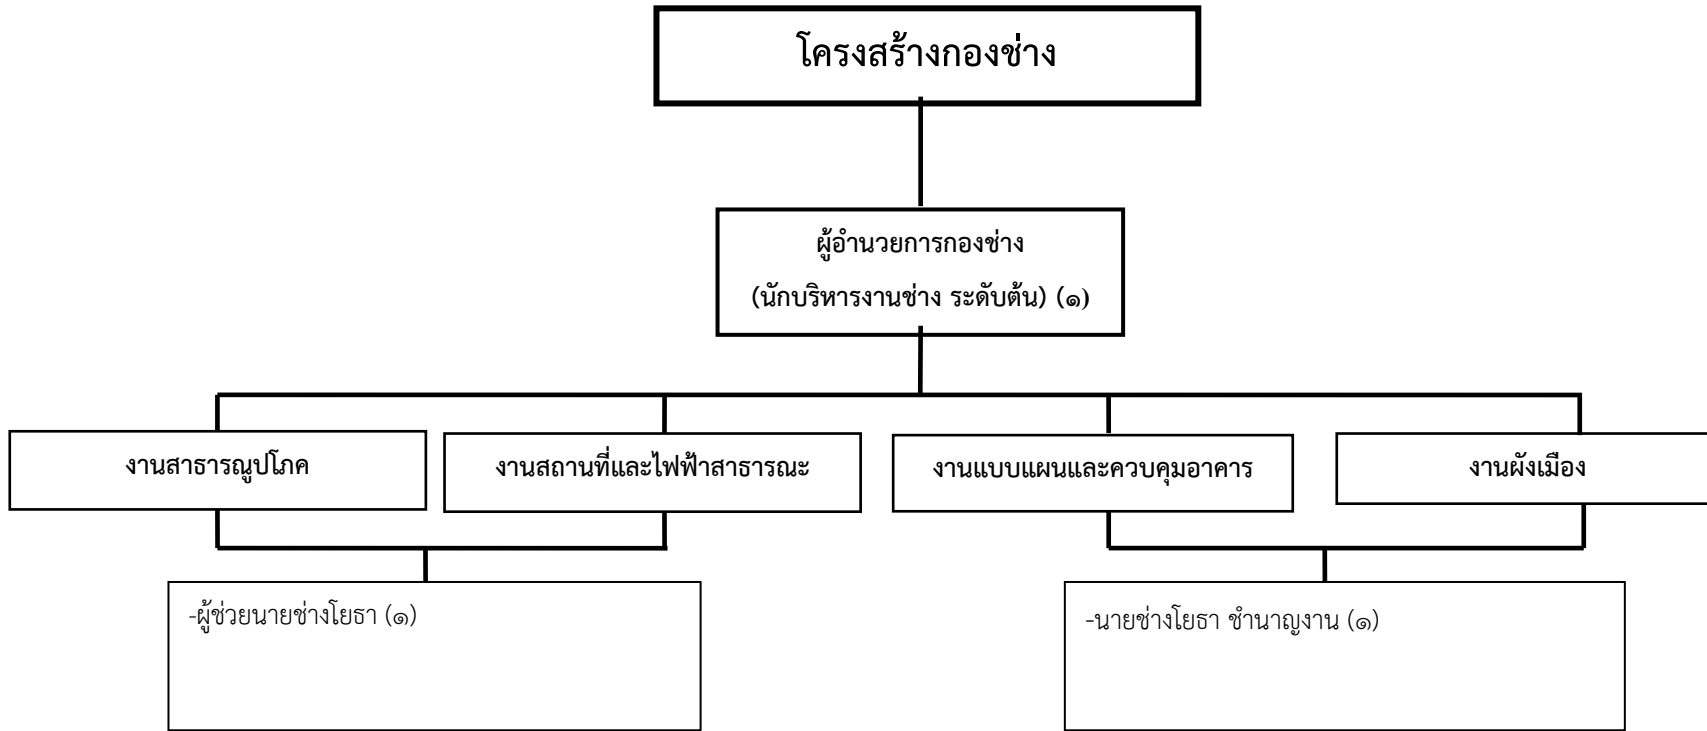 โครงสร้างกองช่าง
ผู้อำนวยการกองช่าง
(นักบริหารงานช่าง ระดับต้น) (๑)
งานสาธารณูปโภค
งานสถานที่และไฟฟ้าสาธารณะ
งานแบบแผนและควบคุมอาคาร
งานผังเมือง
-ผู้ช่วยนายช่างโยธา (๑)
-นายช่างโยธา ชำนาญงาน (๑)